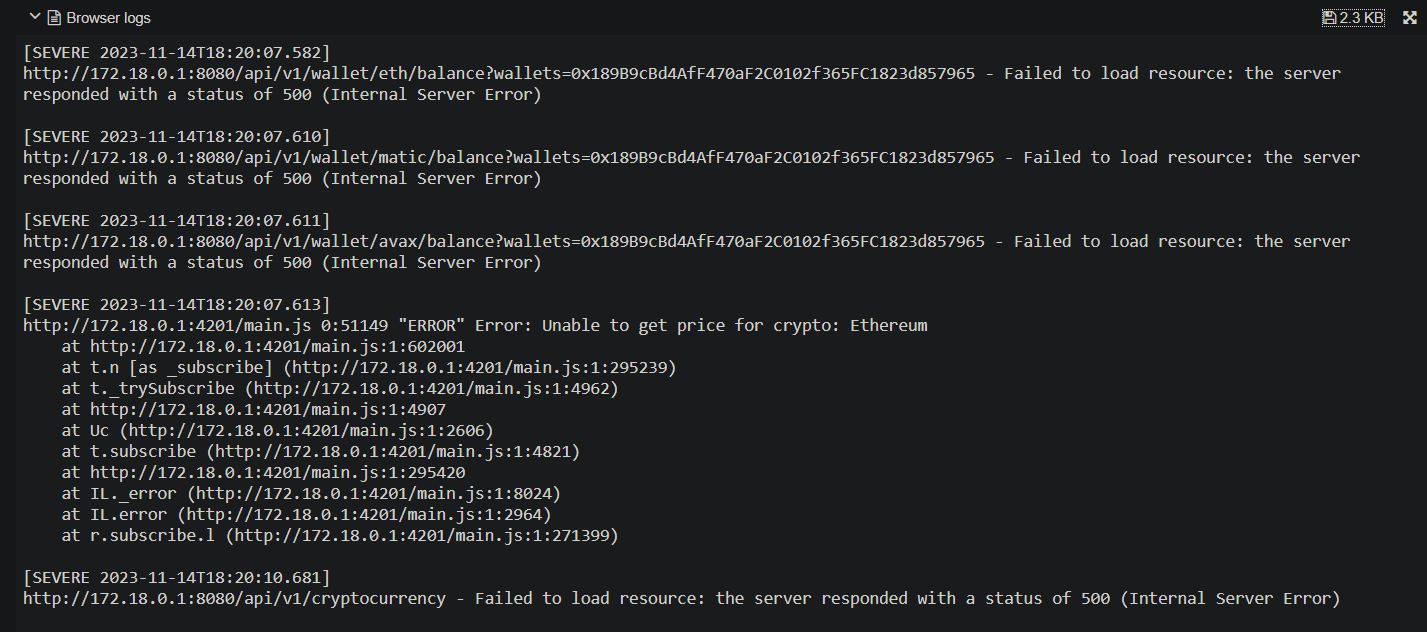 Browser logs
2.3 KB
[SEVERE 2023-11-14T18:20:07.582]
http://172.18.0.1:8080/api/v1/wallet/eth/balance?wallets=0x189B9cBd4AfF470aF2C0102f365FC1823d857965 - Failed to load resource: the server
responded with a status of 500 (Internal Server Error)
[SEVERE 2023-11-14T18:20:07.610]
http://172.18.0.1:8080/api/v1/wallet/matic/balance?wallets=0x189B9cBd4AfF470aF2C0102f365FC1823d857965 - Failed to load resource: the server
responded with a status of 500 (Internal Server Error)
[SEVERE 2023-11-14T18:20:07.611]
http://172.18.0.1:8080/api/v1/wallet/avax/balance?wallets=0x189B9cBd4AfF470aF2C0102f365FC1823d857965 - Failed to load resource: the server
responded with a status of 500 (Internal Server Error)
[SEVERE 2023-11-14T18:20:07.613]
http://172.18.0.1:4201/main.js 0:51149 "ERROR" Error: Unable to get price for crypto: Ethereum
at http://172.18.0.1:4201/main.js:1:602001
at t.n [as _subscribe] (http://172.18.0.1:4201/main.js:1:295239)
at t._trySubscribe (http://172.18.0.1:4201/main.js:1:4962)
at http://172.18.0.1:4201/main.js:1:4907
at Uc (http://172.18.0.1:4201/main.js:1:2606)
at t.subscribe (http://172.18.0.1:4201/main.js:1:4821)
at http://172.18.0.1:4201/main.js:1:295420
at IL._error (http://172.18.0.1:4201/main.js:1:8024)
at IL.error (http://172.18.0.1:4201/main.js:1:2964)
at r.subscribe.l (http://172.18.0.1:4201/main.js:1:271399)
[SEVERE 2023-11-14T18:20:10.681]
http://172.18.0.1:8080/api/v1/cryptocurrency - Failed to load resource: the server responded with a status of 500 (Internal Server Error)